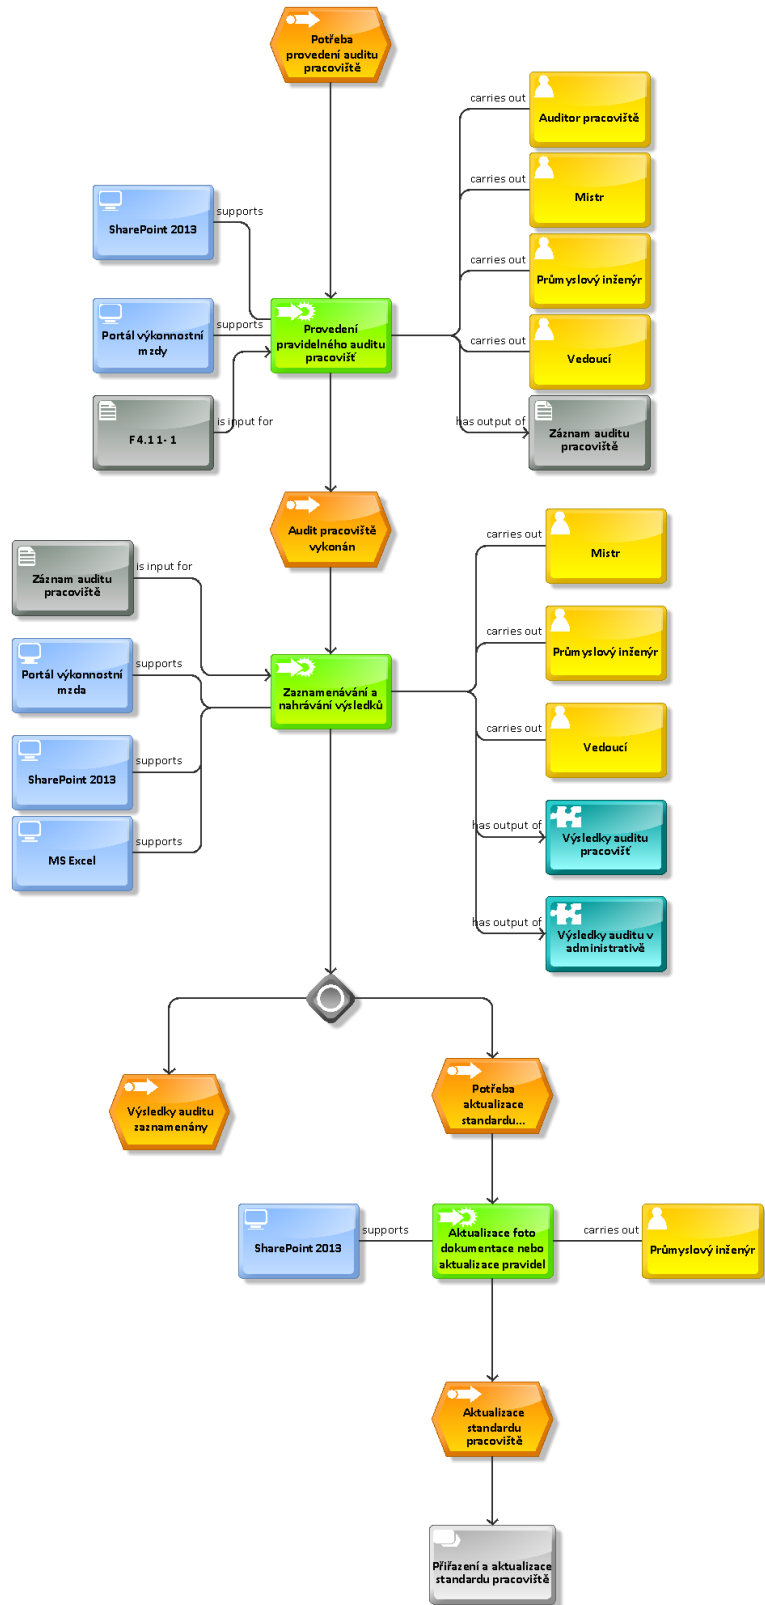 Potřeba
provedení auditu
pracoviště
carries out
Auditor pracoviště
carries out
Mistr
SharePoint 2013
supports
carries out
Průmyslový inženýr
Portál výkonnostní
mzdy
supports
Provedení
pravidelného auditu
pracovišť
carries out
Vedoucí
F 4.1 1- 1
is input for
has output of
Záznam auditu
pracoviště
Audit pracoviště
vykonán
carries out
Mistr
Záznam auditu
pracoviště
is input for
carries out
Průmyslový inženýr
Portál výkonnostní
mzda
supports
Zaznamenávání a
nahrávání výsledků
carries out
Vedoucí
SharePoint 2013
supports
MS Excel
supports
has output of
Výsledky auditu
pracovišť
has output of
Výsledky auditu v
administrativě
Výsledky auditu
zaznamenány
Potřeba
aktualizace
standardu...
SharePoint 2013
supports
Aktualizace foto
dokumentace nebo
aktualizace pravidel
carries out
Průmyslový inženýr
Aktualizace
standardu
pracoviště
Přiřazení a aktualizace
standardu pracoviště